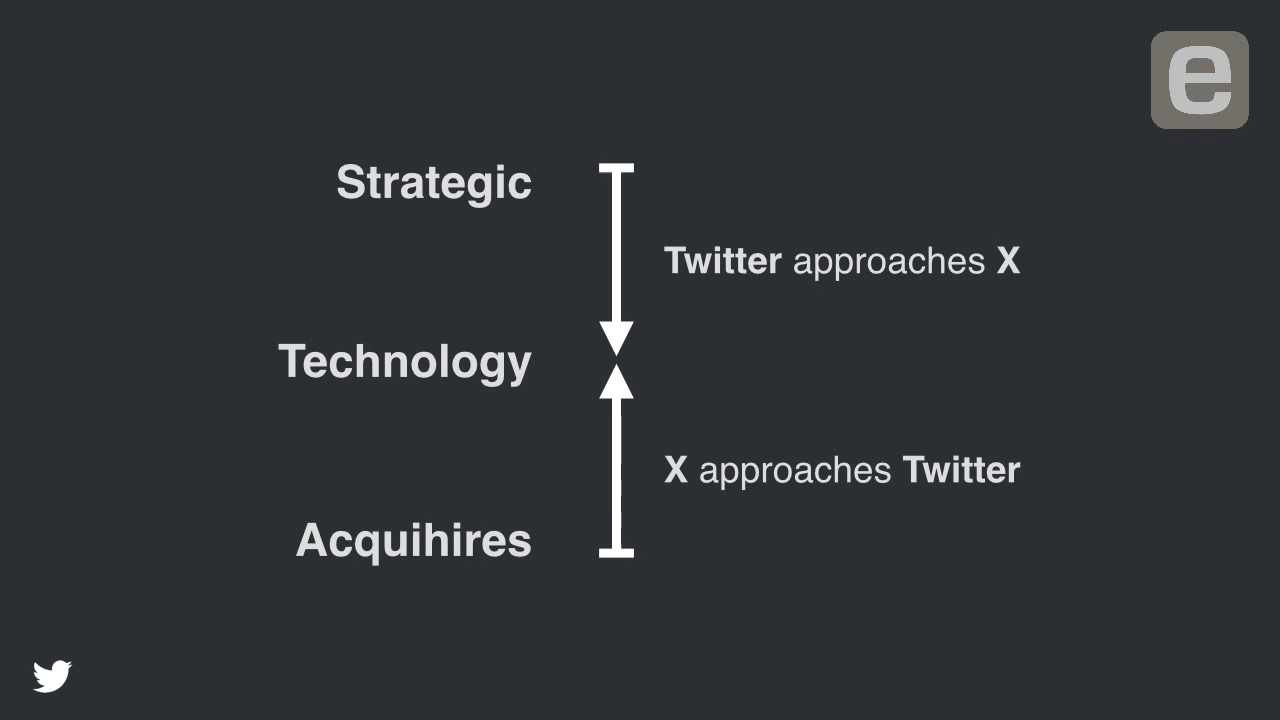 e
Strategic
Twitter approaches X
Technology
X approaches Twitter
Acquihires